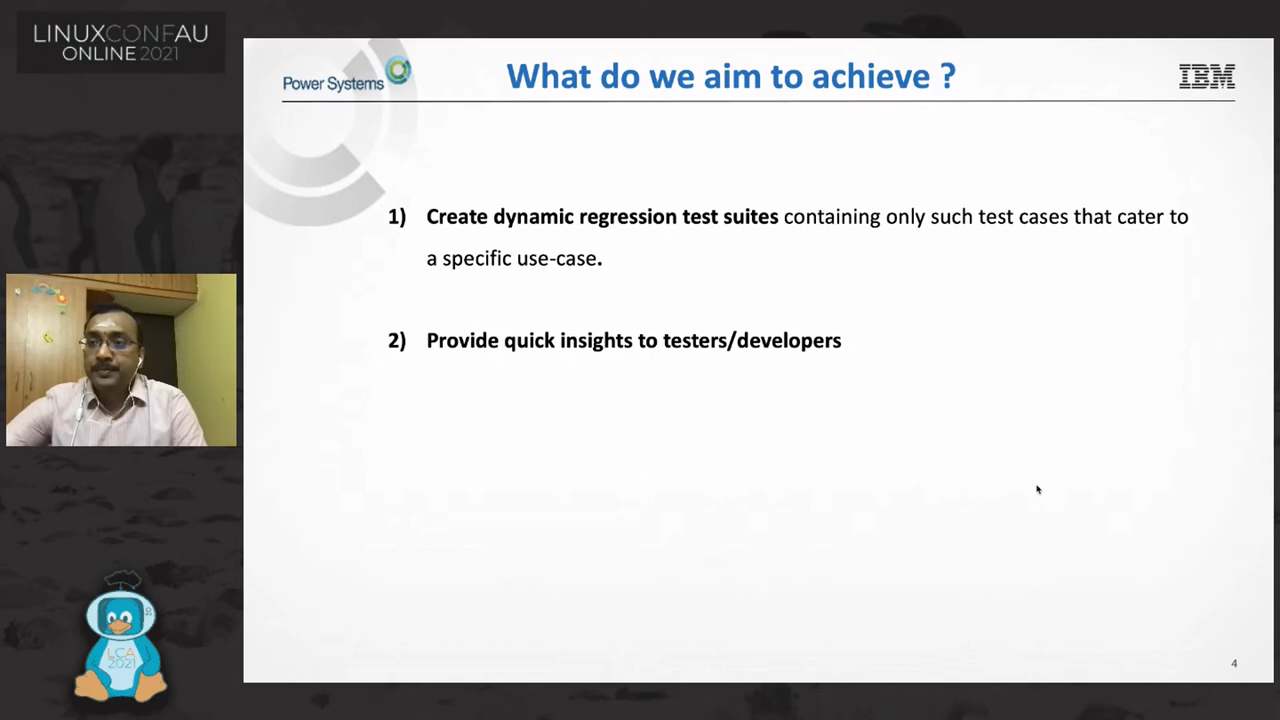 LINUXCONFAU
ONLINE 2021
Power Systems
What do we aim to achieve ?
IBM
1) Create dynamic regression test suites containing only such test cases that cater to
a specific use-case.
2) Provide quick insights to testers/developers
LCA
2021
4